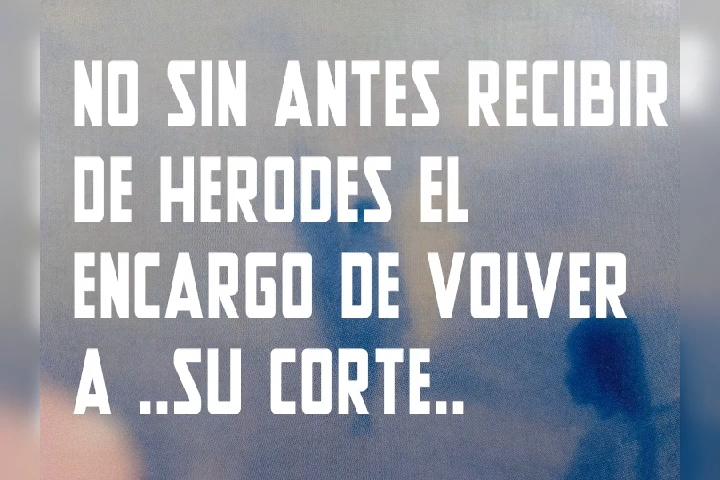 NO SIN ANTES RECIBIR
DE HERODES EL
ENCARGO DE VOLVER
A ..SU CORTE..